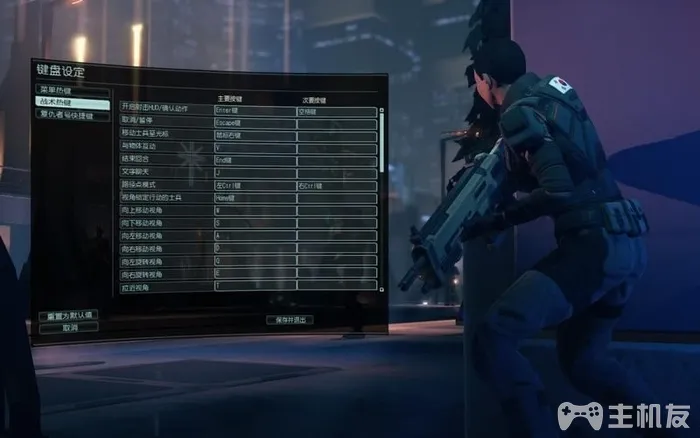 键盘设定
菜单热键
战术热键
复仇者号快捷键
主要按键 次要按键
开启射击HUD/确认动作 Enter键 空格键
取消/暂停 Escape键
移动士兵至光标 鼠标右键
与物体互动 V
结束回合 End键
文字聊天 J
路径点模式 左Ctrl键 右Ctrl键
视角锁定行动的士兵 Home键
向上移动视角 W
向下移动视角 S
向左移动视角 A
向右移动视角 D
向左旋转视角 Q
向右旋转视角 E
拉近视角 T
重置为默认值
取消
保存并退出
主机友